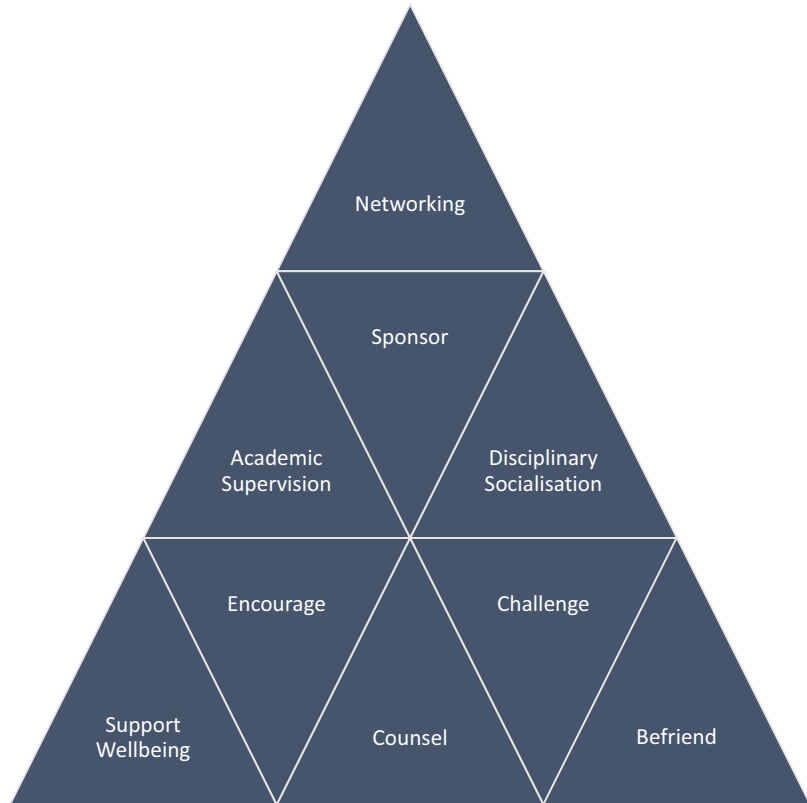 Networking
Sponsor
Academic
Supervision
Disciplinary
Socialisation
Encourage
Challenge
Support
Wellbeing
Counsel
Befriend